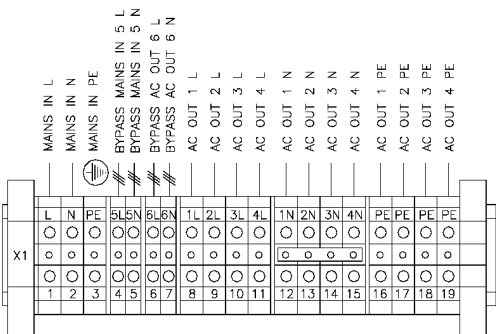 MAINS IN L
MAINS IN N
MAINS IN PE
BYPASS MAINS IN 5 L
BYPASS MAINS IN 5 N
BYPASS AC OUT 6 L
BYPASS AC OUT 6 N
AC OUT 1 L
AC OUT 2 L
AC OUT 3 L
AC OUT 4 L
AC OUT 1 N
AC OUT 2 N
AC OUT 3 N
AC OUT 4 N
AC OUT 1 PE
AC OUT 2 PE
AC OUT 3 PE
AC OUT 4 PE
L N PE 5L 5N 6L 6N 1L 2L 3L 4L 1N 2N 3N 4N PE PE PE PE
X1
1 2 3 4 5 6 7 8 9 10 11 12 13 14 15 16 17 18 19